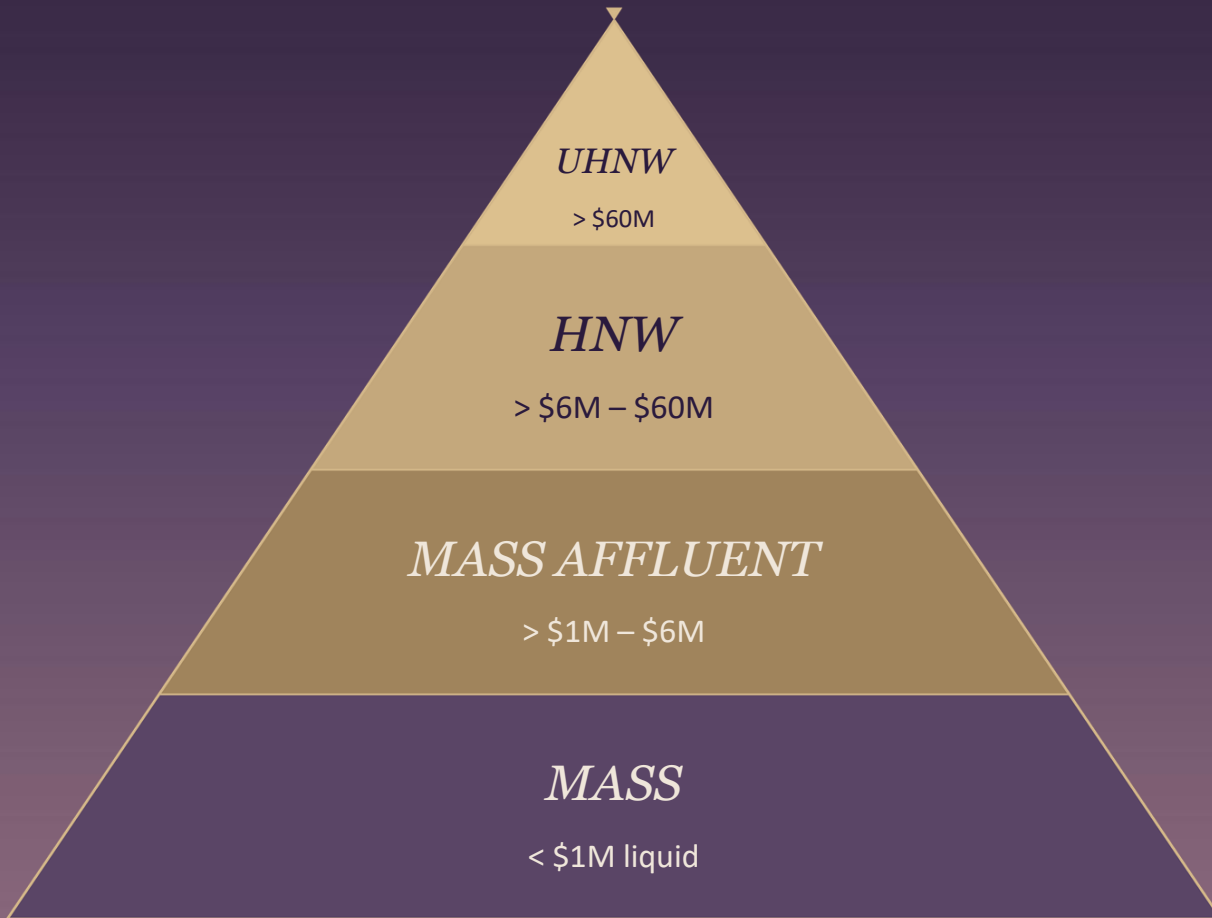 UHNW
> $60M
HNW
> $6M – $60M
MASS AFFLUENT
> $1M – $6M
MASS
< $1M liquid